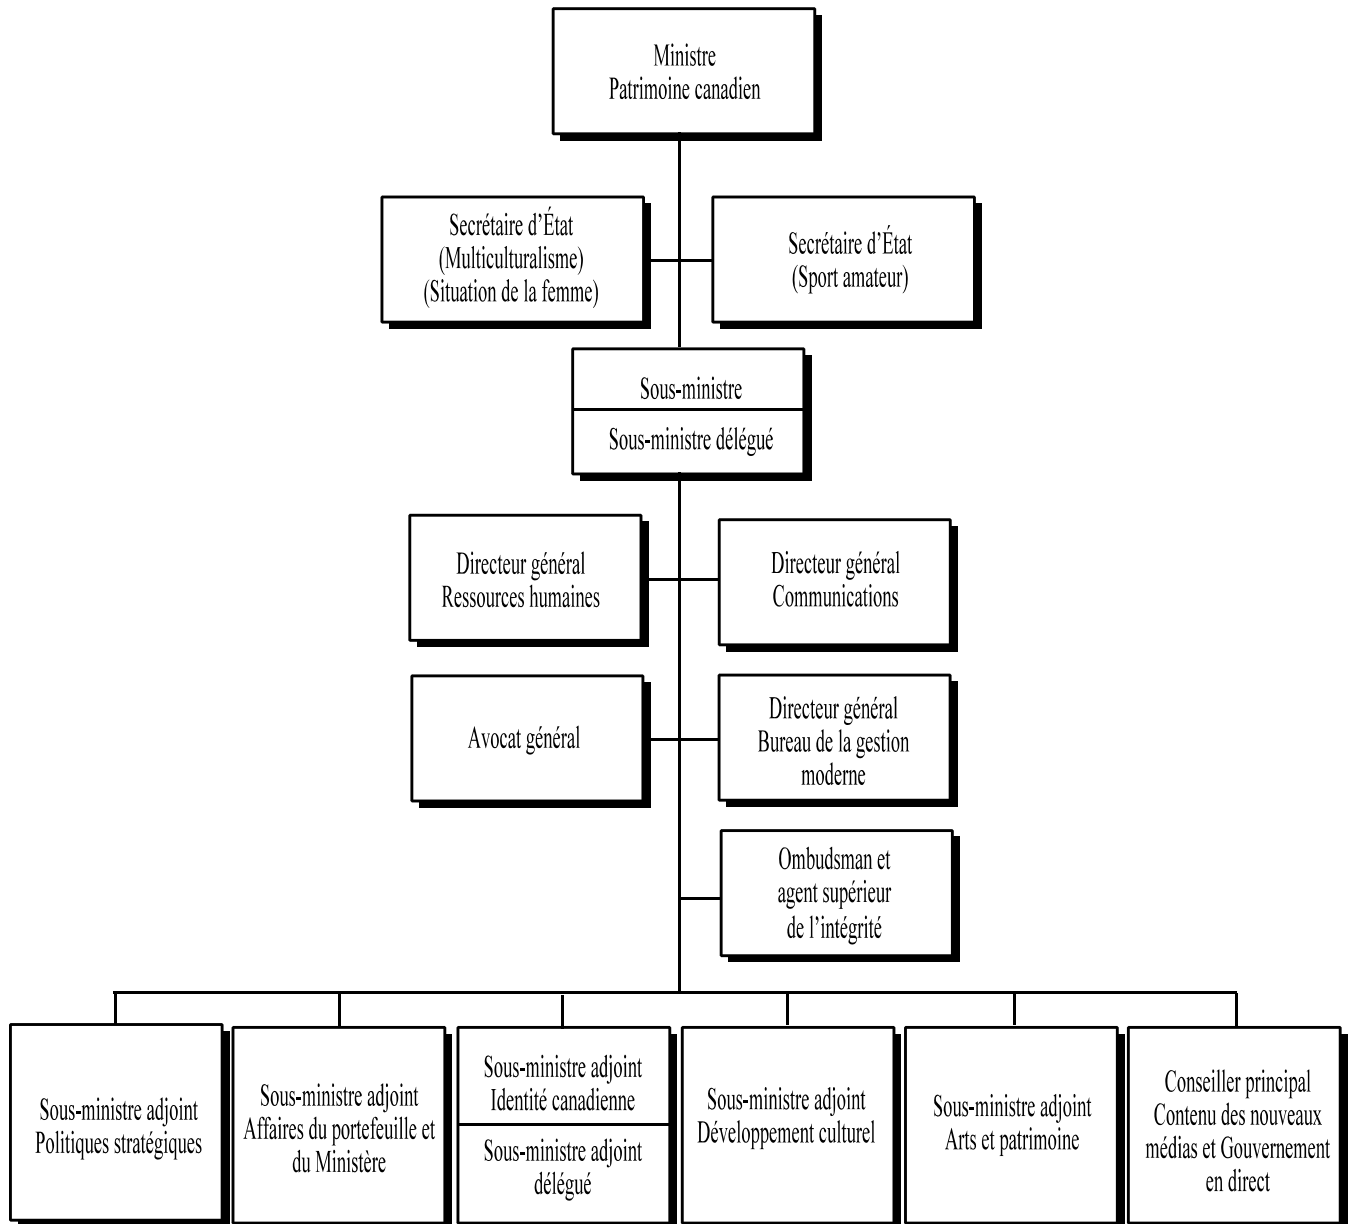 Ministre
Patrimoine canadien
Secrétaire d'État
(Multiculturalisme)
(Situation de la femme)
Secrétaire d'État
(Sport amateur)
Sous-ministre
Sous-ministre délégué
Directeur général
Ressources humaines
Directeur général
Communications
Avocat général
Directeur général
Bureau de la gestion
moderne
Ombudsman et
agent supérieur
de l'intégrité
Sous-ministre adjoint
Politiques stratégiques
Sous-ministre adjoint
Affaires du portefeuille et
du Ministère
Sous-ministre adjoint
Identité canadienne
Sous-ministre adjoint
délégué
Sous-ministre adjoint
Développement culturel
Sous-ministre adjoint
Arts et patrimoine
Conseiller principal
Contenu des nouveaux
médias et Gouvernement
en direct